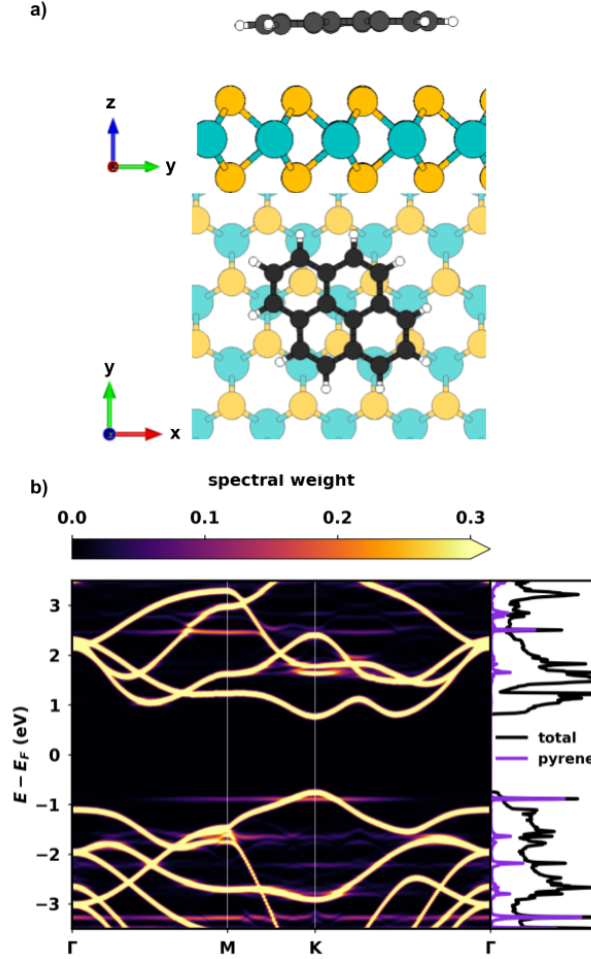 a)
z
y
y
x
b)
spectral weight
0.0 0.1 0.2 0.3
3
2
1
0
−1
−2
−3
E − E_F (eV)
total
pyrene
Γ M K Γ